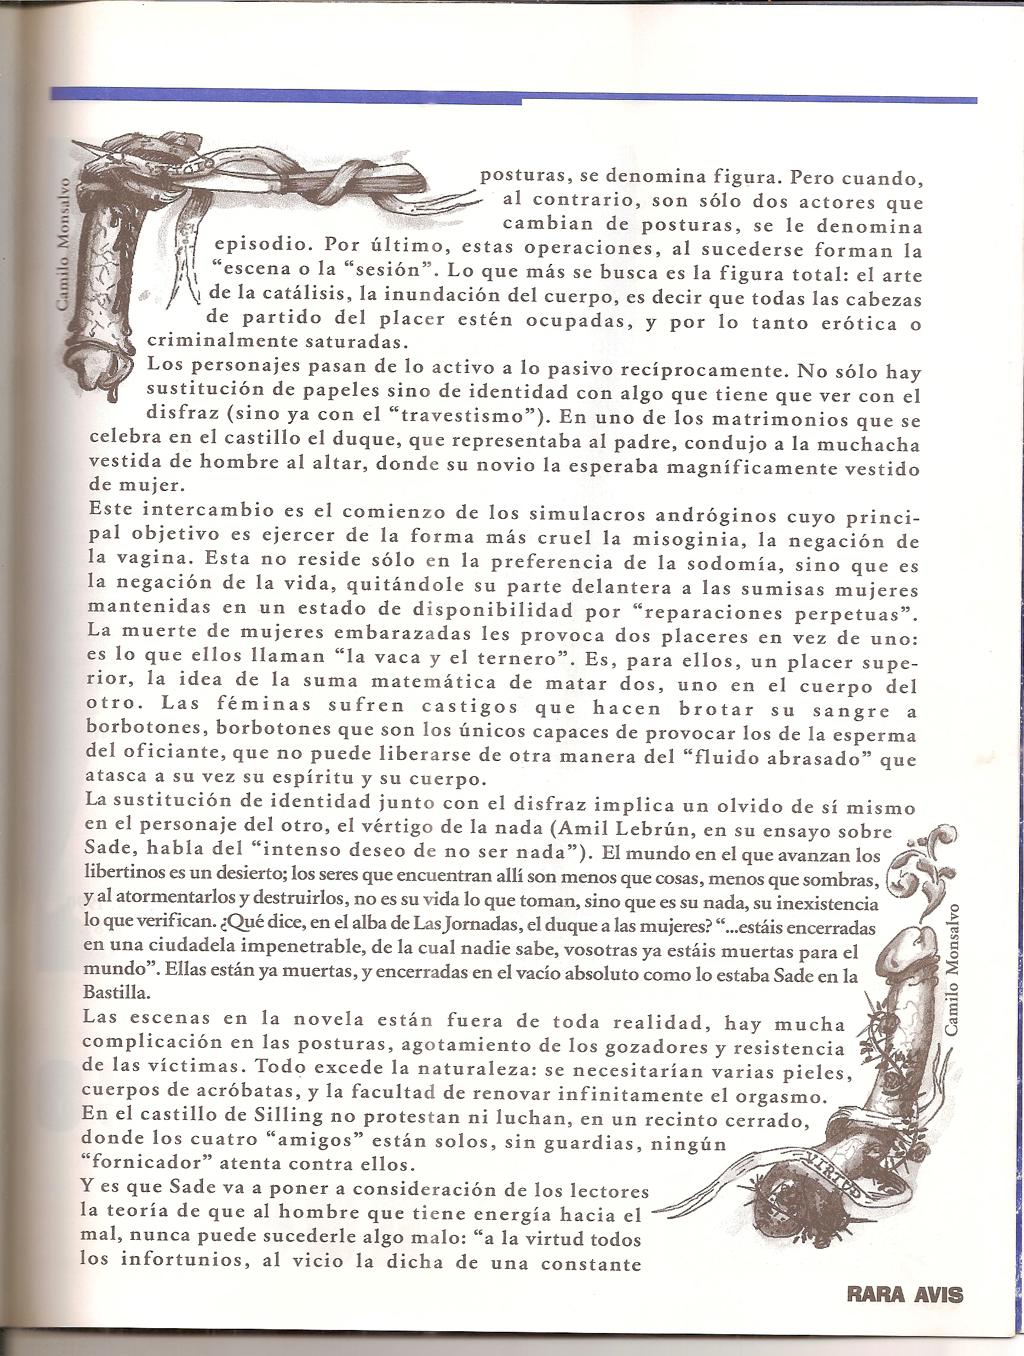 Camilo Monsalvo
posturas, se denomina figura. Pero cuando,
al contrario, son sólo dos actores que
cambian de posturas, se le denomina
episodio. Por último, estas operaciones, al sucederse forman la
“escena o la “sesión”. Lo que más se busca es la figura total: el arte
de la catálisis, la inundación del cuerpo, es decir que todas las cabezas
de partido del placer estén ocupadas, y por lo tanto erótica o
criminalmente saturadas.
Los personajes pasan de lo activo a lo pasivo recíprocamente. No sólo hay
sustitución de papeles sino de identidad con algo que tiene que ver con el
disfraz (sino ya con el “travestismo”). En uno de los matrimonios que se
celebra en el castillo el duque, que representaba al padre, condujo a la muchacha
vestida de hombre al altar, donde su novio la esperaba magníficamente vestido
de mujer.
Este intercambio es el comienzo de los simulacros andróginos cuyo princi-
pal objetivo es ejercer de la forma más cruel la misoginia, la negación de
la vagina. Esta no reside sólo en la preferencia de la sodomía, sino que es
la negación de la vida, quitándole su parte delantera a las sumisas mujeres
mantenidas en un estado de disponibilidad por “reparaciones perpetuas”.
La muerte de mujeres embarazadas les provoca dos placeres en vez de uno:
es lo que ellos llaman “la vaca y el ternero”. Es, para ellos, un placer supe-
rior, la idea de la suma matemática de matar dos, uno en el cuerpo del
otro. Las féminas sufren castigos que hacen brotar su sangre a
borbotones, borbotones que son los únicos capaces de provocar los de la esperma
del oficiante, que no puede liberarse de otra manera del “fluido abrasado” que
atasca a su vez su espíritu y su cuerpo.
La sustitución de identidad junto con el disfraz implica un olvido de sí mismo
en el personaje del otro, el vértigo de la nada (Amil Lebrún, en su ensayo sobre
Sade, habla del “intenso deseo de no ser nada”). El mundo en el que avanzan los
libertinos es un desierto; los seres que encuentran allí son menos que cosas, menos que sombras,
y al atormentarlos y destruirlos, no es su vida lo que toman, sino que es su nada, su inexistencia
lo que verifican. ¿Qué dice, en el alba de Las Jornadas, el duque a las mujeres? “...estáis encerradas
en una ciudadela impenetrable, de la cual nadie sabe, vosotras ya estáis muertas para el
mundo”. Ellas están ya muertas, y encerradas en el vacío absoluto como lo estaba Sade en la
Bastilla.
Las escenas en la novela están fuera de toda realidad, hay mucha
complicación en las posturas, agotamiento de los gozadores y resistencia
de las víctimas. Todo excede la naturaleza: se necesitarían varias pieles,
cuerpos de acróbatas, y la facultad de renovar infinitamente el orgasmo.
En el castillo de Silling no protestan ni luchan, en un recinto cerrado,
donde los cuatro “amigos” están solos, sin guardias, ningún
“fornicador” atenta contra ellos.
Y es que Sade va a poner a consideración de los lectores
la teoría de que al hombre que tiene energía hacia el
mal, nunca puede sucederle algo malo: “a la virtud todos
los infortunios, al vicio la dicha de una constante
Camilo Monsalvo
VIRTUD
RARA AVIS